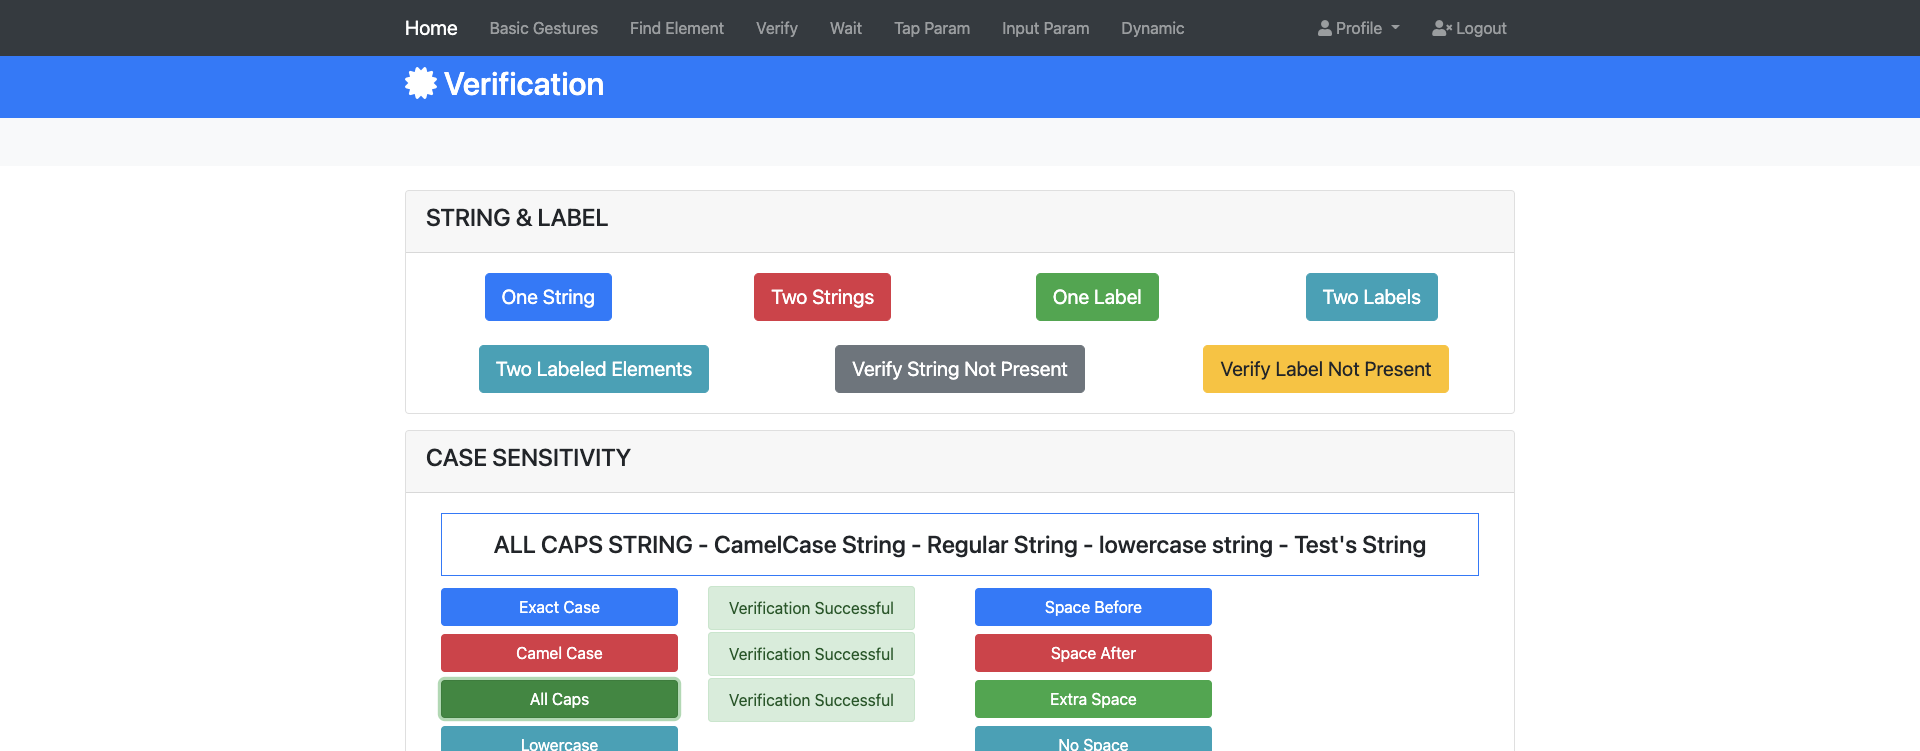 Home Basic Gestures Find Element Verify Wait Tap Param Input Param Dynamic Profile Logout
Verification
STRING & LABEL
One String Two Strings One Label Two Labels
Two Labeled Elements Verify String Not Present Verify Label Not Present
CASE SENSITIVITY
ALL CAPS STRING - CamelCase String - Regular String - lowercase string - Test's String
Exact Case Verification Successful Space Before
Camel Case Verification Successful Space After
All Caps Verification Successful Extra Space
Lowercase No Space